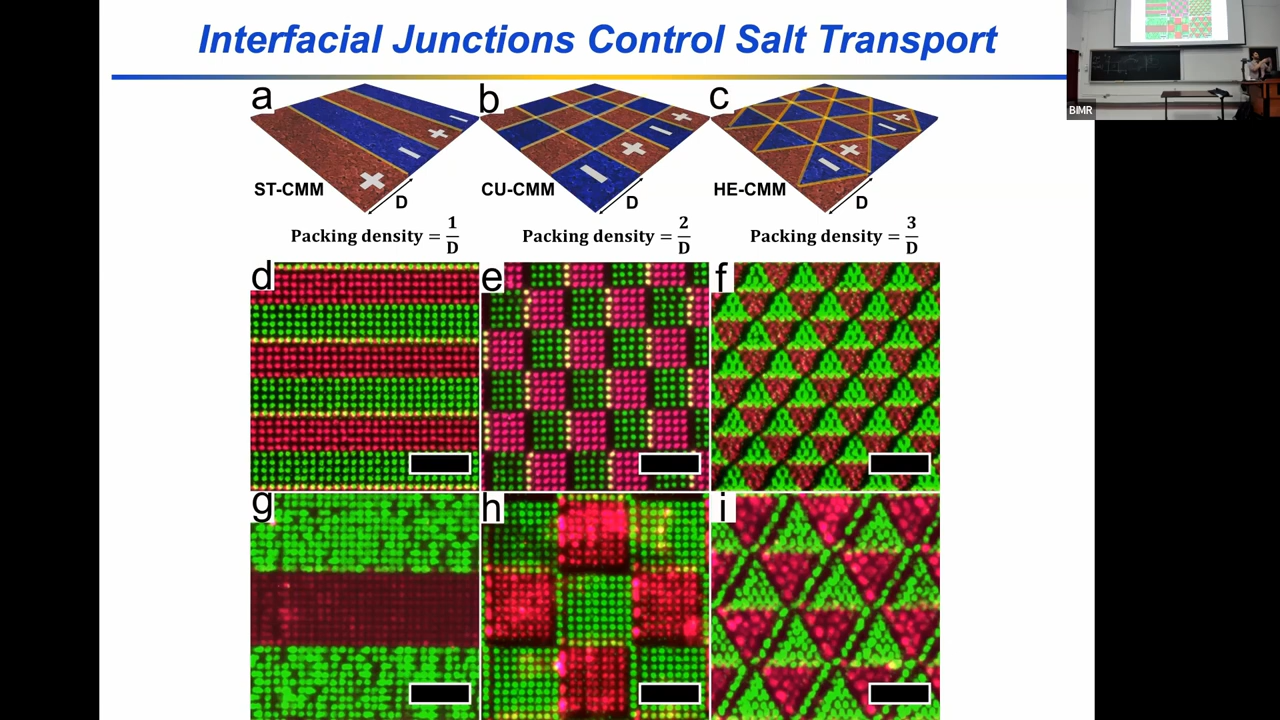 Interfacial Junctions Control Salt Transport
a
b
c
ST-CMM
D
CU-CMM
D
HE-CMM
D
Packing density = 1/D
Packing density = 2/D
Packing density = 3/D
d
e
f
g
h
i
BIMR